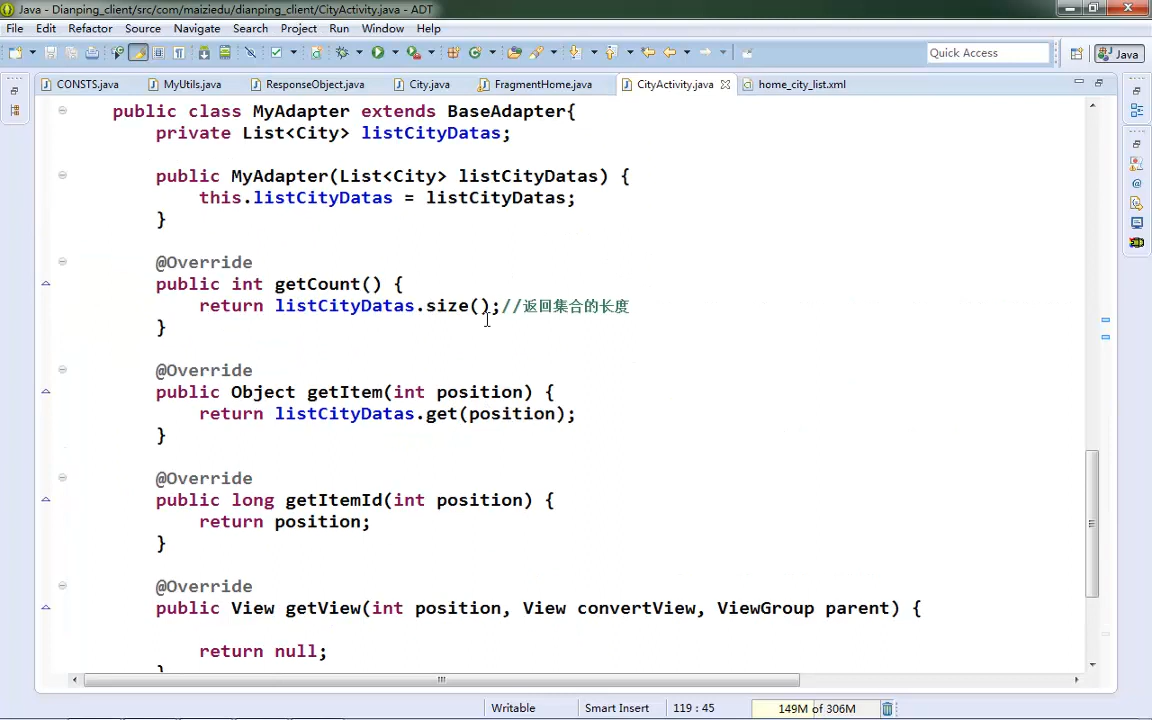 Java - Dianping_client/src/com/maiziedu/dianping_client/CityActivity.java - ADT
File Edit Refactor Source Navigate Search Project Run Window Help
Quick Access
Java
CONSTS.java MyUtils.java ResponseObject.java City.java FragmentHome.java CityActivity.java home_city_list.xml
public class MyAdapter extends BaseAdapter{
private List<City> listCityDatas;
public MyAdapter(List<City> listCityDatas) {
this.listCityDatas = listCityDatas;
}
@Override
public int getCount() {
return listCityDatas.size();//返回集合的长度
}
@Override
public Object getItem(int position) {
return listCityDatas.get(position);
}
@Override
public long getItemId(int position) {
return position;
}
@Override
public View getView(int position, View convertView, ViewGroup parent) {
return null;
}
Writable Smart Insert 119 : 45 149M of 306M